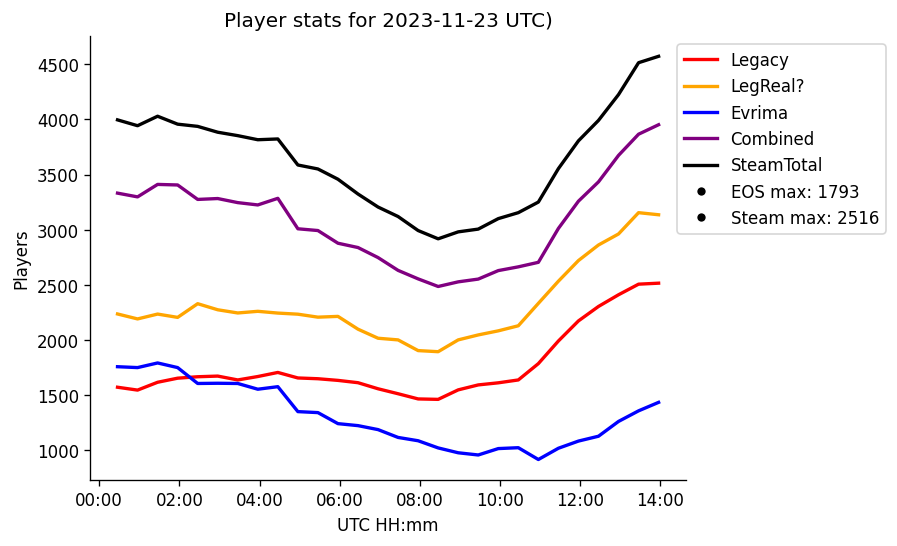 Player stats for 2023-11-23 UTC)
Players
4500
4000
3500
3000
2500
2000
1500
1000
00:00 02:00 04:00 06:00 08:00 10:00 12:00 14:00
UTC HH:mm
Legacy
LegReal?
Evrima
Combined
SteamTotal
EOS max: 1793
Steam max: 2516